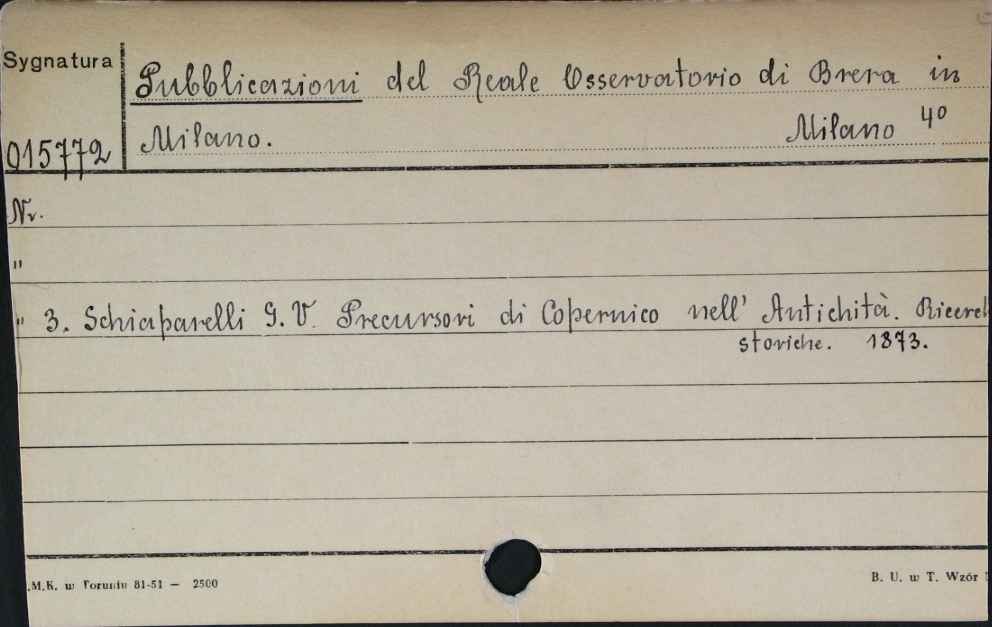 Sygnatura
Pubblicazioni del Reale Osservatorio di Brera in
Milano. Milano 4º
015772
Nr.
"
" 3. Schiaparelli G. V. Precursori di Copernico nell' Antichità. Ricerch
storiche. 1873.
.M.K. w Toruniu 81-51 — 2500
B. U. w T. Wzór